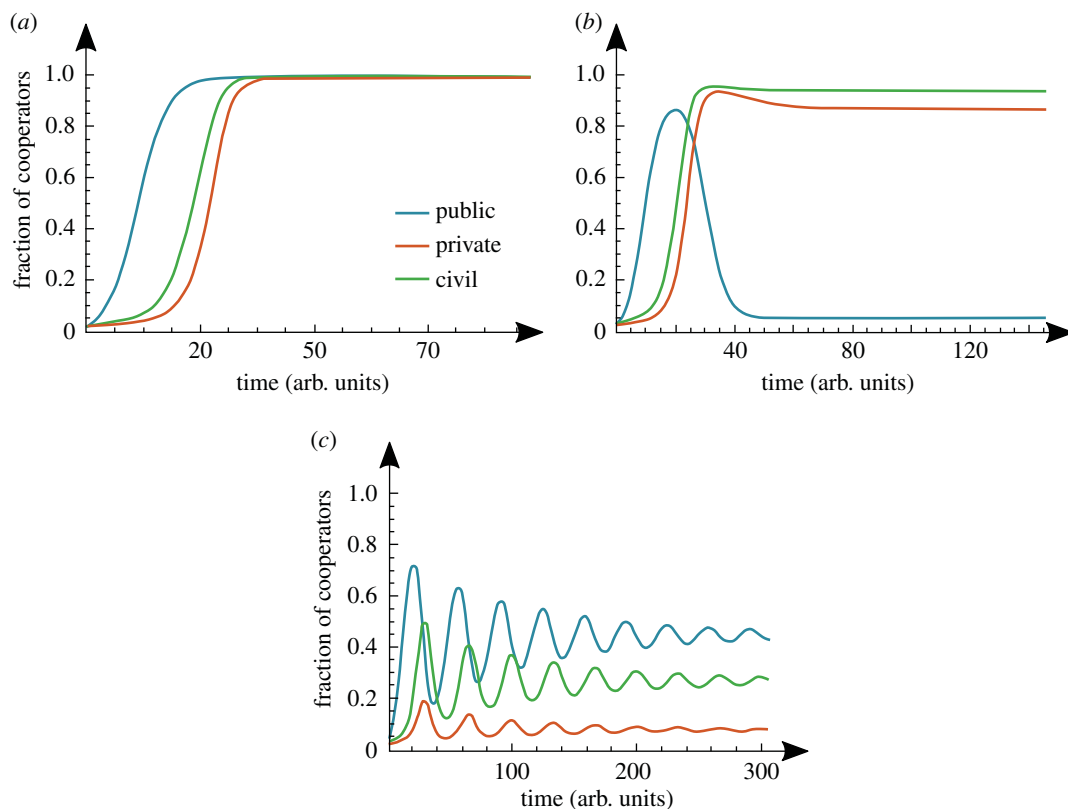 (a)
fraction of cooperators
1.0
0.8
0.6
0.4
0.2
0
20 50 70
time (arb. units)
public
private
civil
(b)
1.0
0.8
0.6
0.4
0.2
0
40 80 120
time (arb. units)
(c)
fraction of cooperators
1.0
0.8
0.6
0.4
0.2
0
100 200 300
time (arb. units)